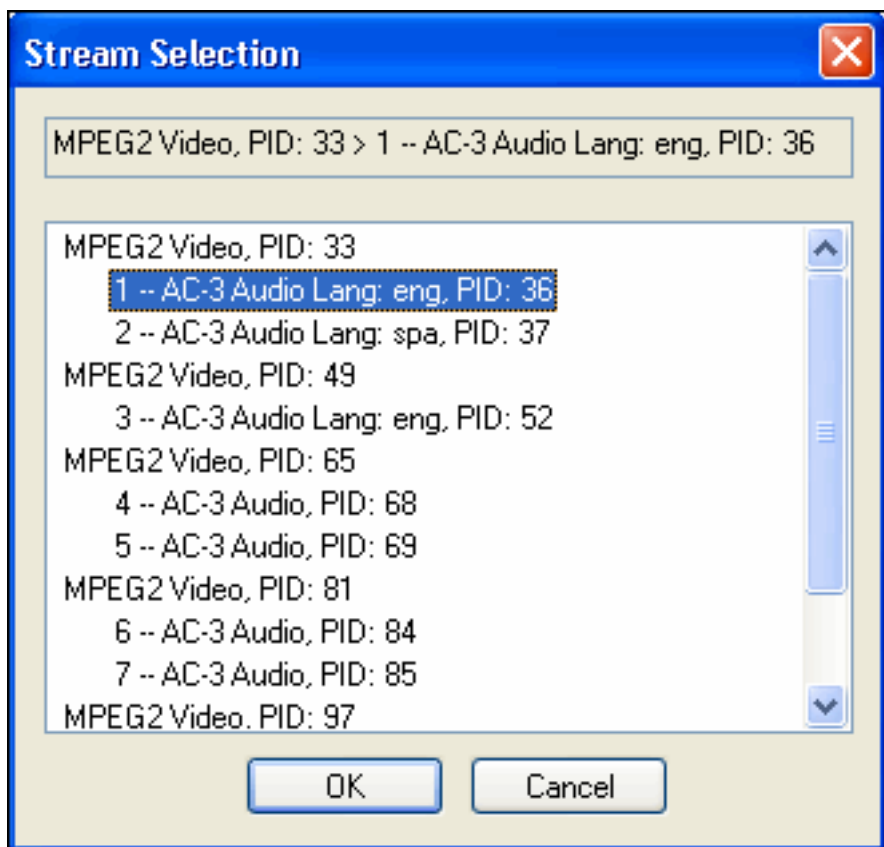 Stream Selection
MPEG2 Video, PID: 33 > 1 -- AC-3 Audio Lang: eng, PID: 36
MPEG2 Video, PID: 33
1 -- AC-3 Audio Lang: eng, PID: 36
2 -- AC-3 Audio Lang: spa, PID: 37
MPEG2 Video, PID: 49
3 -- AC-3 Audio Lang: eng, PID: 52
MPEG2 Video, PID: 65
4 -- AC-3 Audio, PID: 68
5 -- AC-3 Audio, PID: 69
MPEG2 Video, PID: 81
6 -- AC-3 Audio, PID: 84
7 -- AC-3 Audio, PID: 85
MPEG2 Video, PID: 97
OK
Cancel